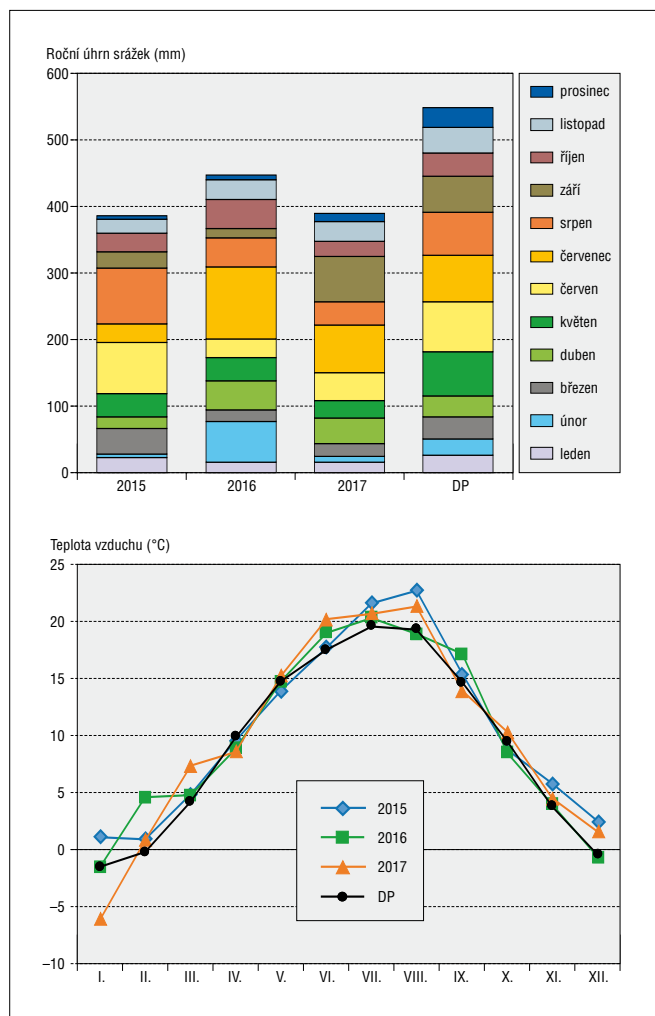 Roční úhrn srážek (mm)
600
500
400
300
200
100
0
2015 2016 2017 DP
prosinec
listopad
říjen
září
srpen
červenec
červen
květen
duben
březen
únor
leden
Teplota vzduchu (°C)
25
20
15
10
5
0
–5
–10
I. II. III. IV. V. VI. VII. VIII. IX. X. XI. XII.
2015
2016
2017
DP